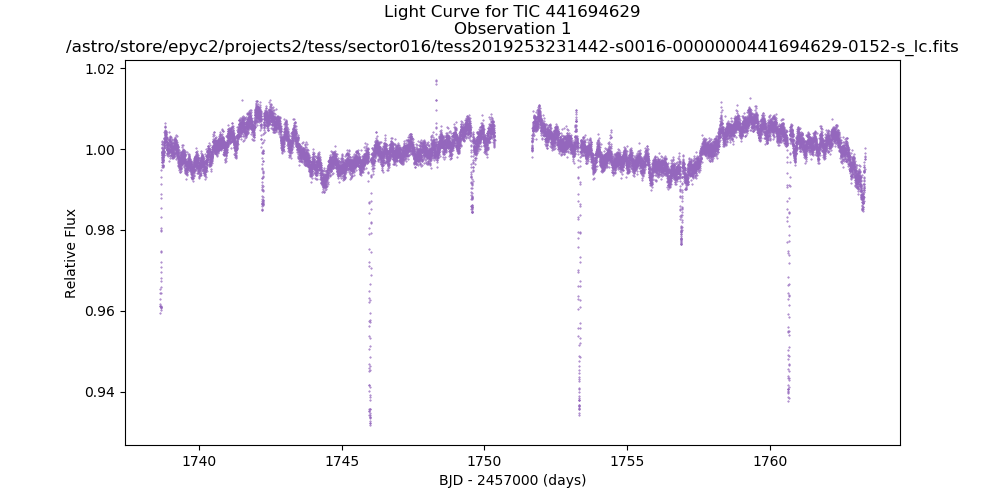 Light Curve for TIC 441694629
Observation 1
/astro/store/epyc2/projects2/tess/sector016/tess2019253231442-s0016-0000000441694629-0152-s_lc.fits
1.02
1.00
0.98
0.96
0.94
Relative Flux
1740
1745
1750
1755
1760
BJD - 2457000 (days)